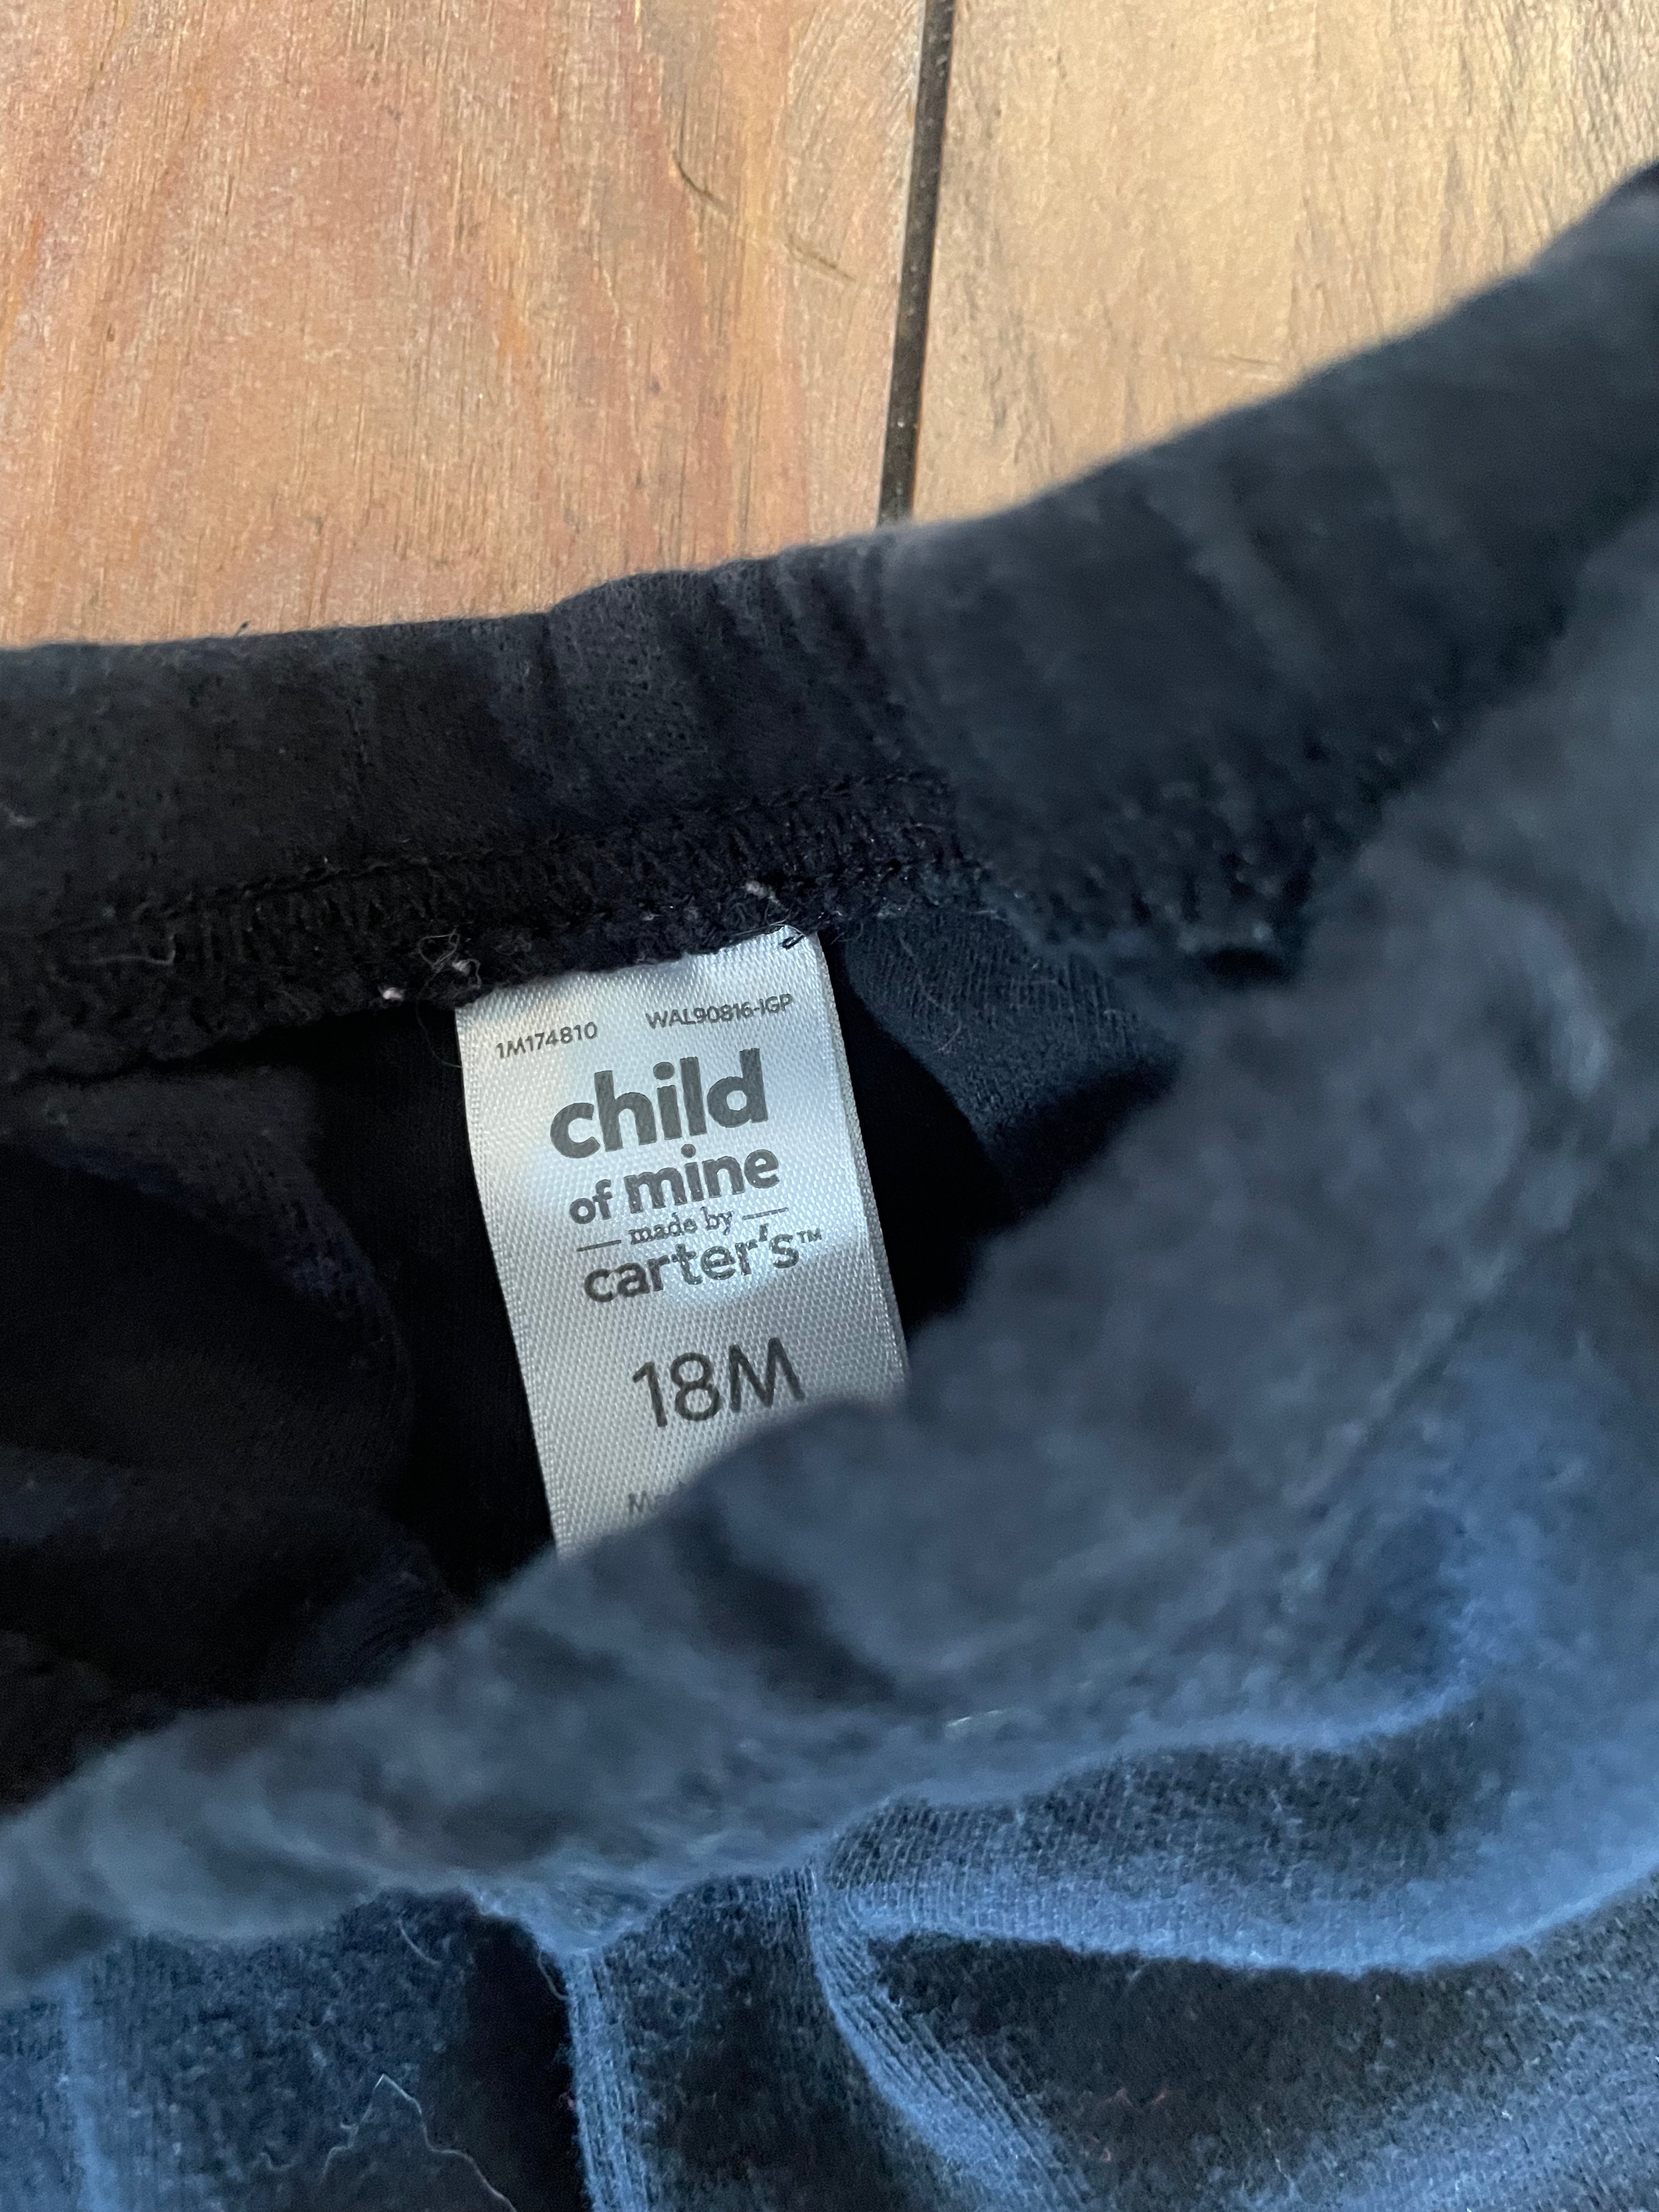 1M174810 WAL90816-IGP
child
of mine
made by
carter's™
18M